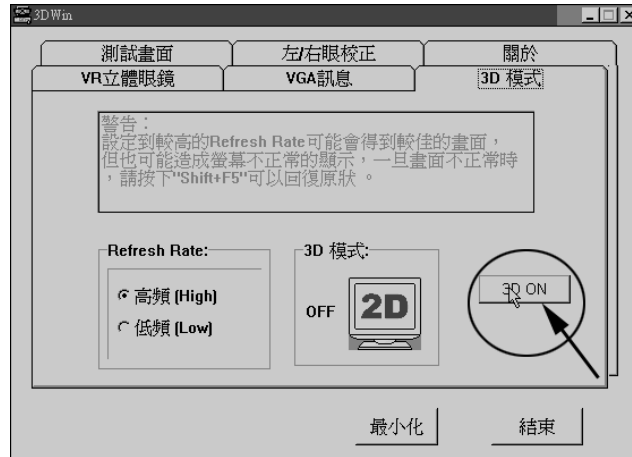 3DWin
測試畫面
左/右眼校正
關於
VR立體眼鏡
VGA訊息
3D 模式
警告：
設定到較高的Refresh Rate可能會得到較佳的畫面，
但也可能造成螢幕不正常的顯示，一旦畫面不正常時
，請按下"Shift+F5"可以回復原狀。
Refresh Rate:
高頻 (High)
低頻 (Low)
3D 模式:
OFF
2D
3D ON
最小化
結束